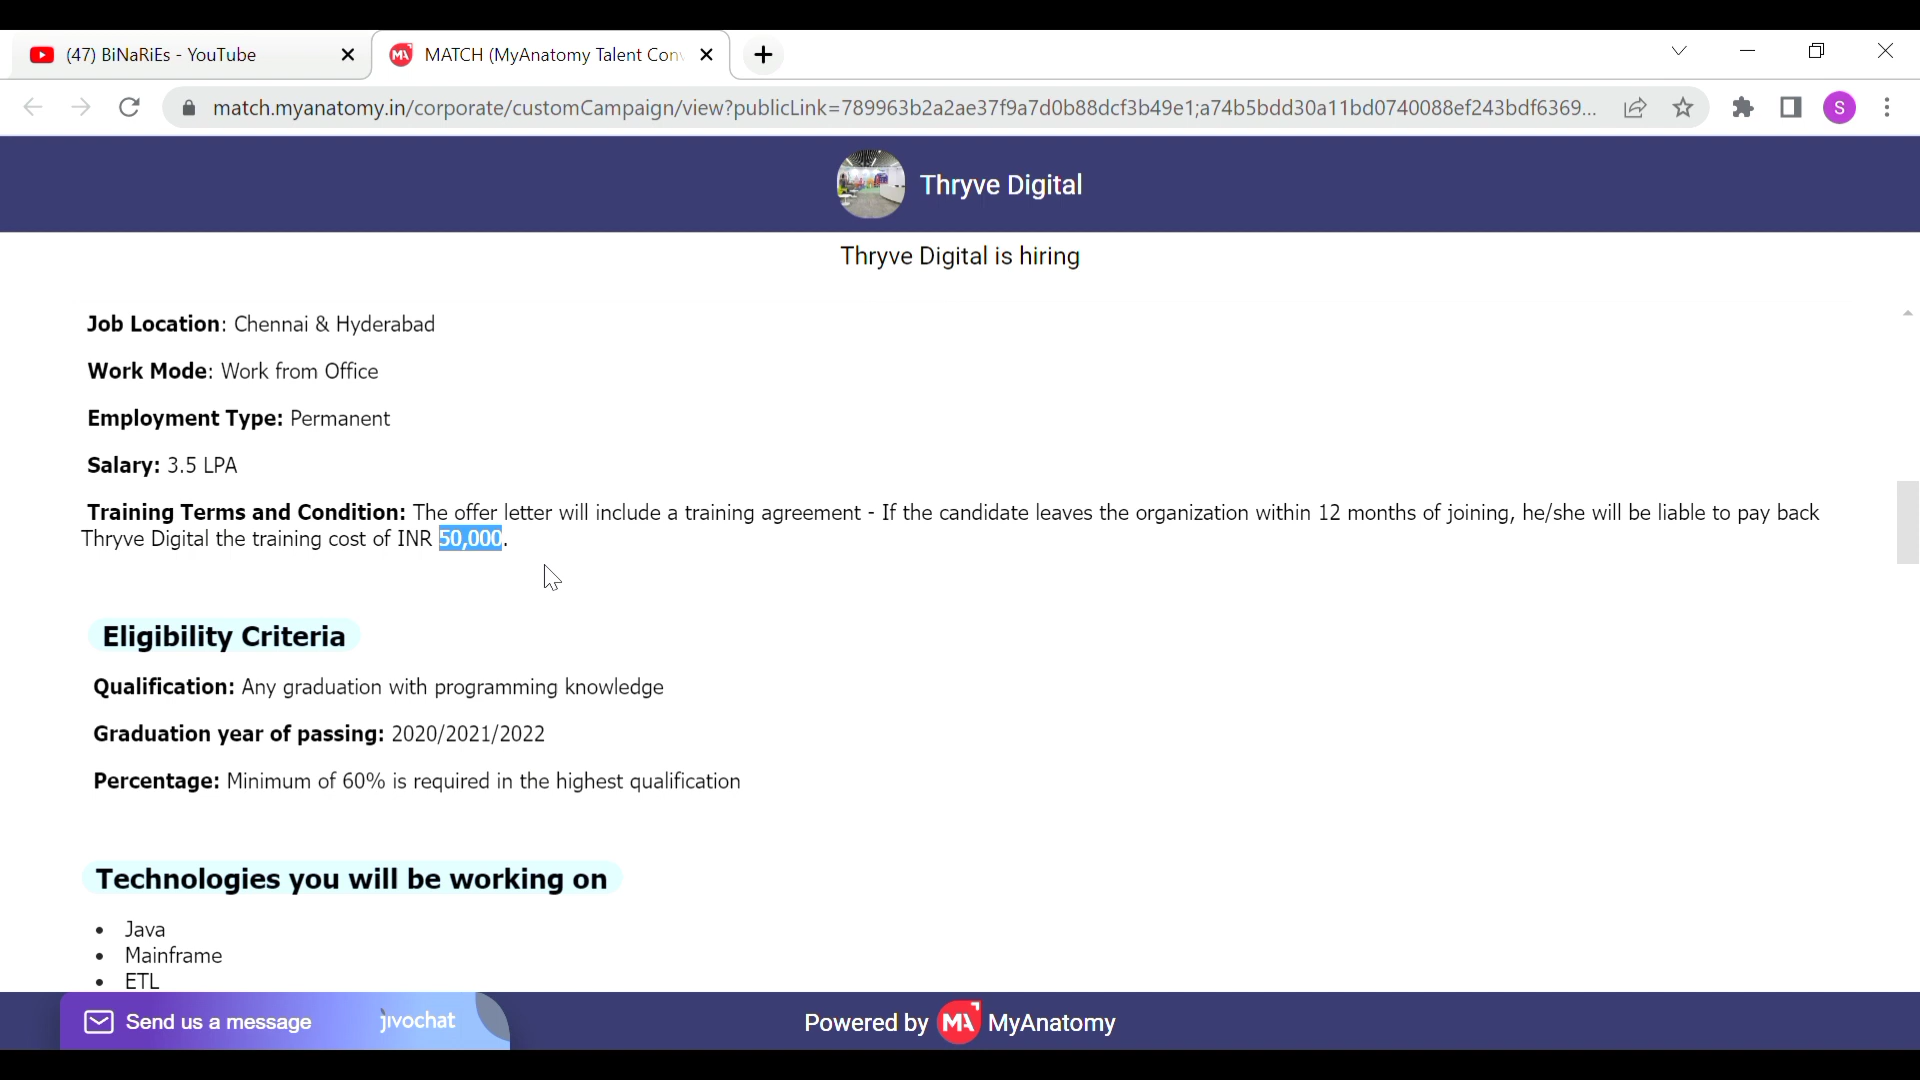 (47) BiNaRiEs - YouTube
MATCH (MyAnatomy Talent Con
match.myanatomy.in/corporate/customCampaign/view?publicLink=789963b2a2ae37f9a7d0b88dcf3b49e1;a74b5bdd30a11bd0740088ef243bdf6369...
S
Thryve Digital
Thryve Digital is hiring
Job Location: Chennai & Hyderabad
Work Mode: Work from Office
Employment Type: Permanent
Salary: 3.5 LPA
Training Terms and Condition: The offer letter will include a training agreement - If the candidate leaves the organization within 12 months of joining, he/she will be liable to pay back
Thryve Digital the training cost of INR 50,000.
Eligibility Criteria
Qualification: Any graduation with programming knowledge
Graduation year of passing: 2020/2021/2022
Percentage: Minimum of 60% is required in the highest qualification
Technologies you will be working on
• Java
• Mainframe
• ETL
Send us a message jivochat
Powered by MA MyAnatomy